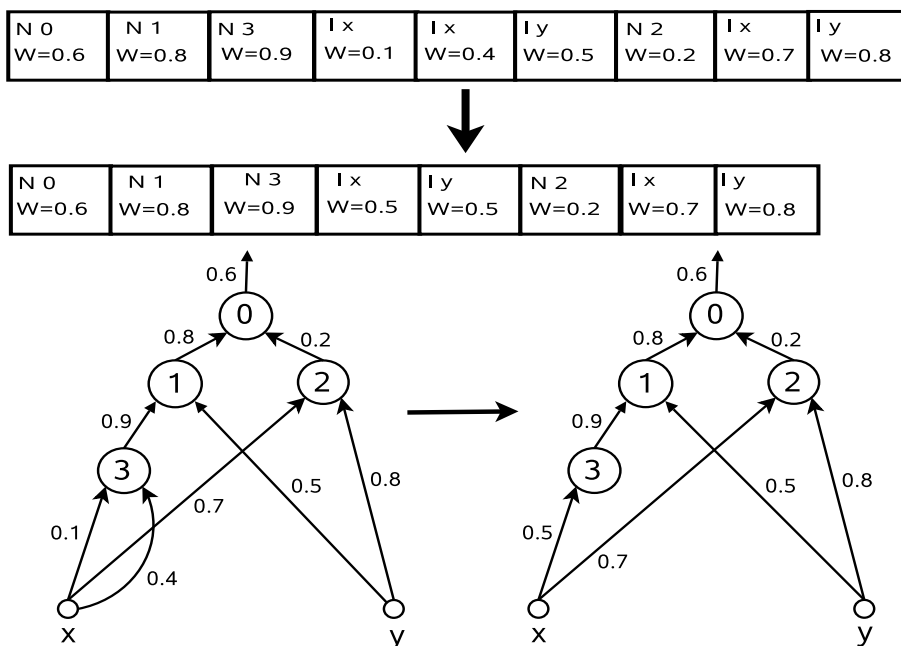 N 0 N 1 N 3 I x I x I y N 2 I x I y
W=0.6 W=0.8 W=0.9 W=0.1 W=0.4 W=0.5 W=0.2 W=0.7 W=0.8
N 0 N 1 N 3 I x I y N 2 I x I y
W=0.6 W=0.8 W=0.9 W=0.5 W=0.5 W=0.2 W=0.7 W=0.8
0.6 0.6
0 0
0.8 0.2 0.8 0.2
1 2 1 2
0.9 0.9
3 0.8 3 0.8
0.7 0.5 0.5
0.1 0.5
0.4 0.7
x y x y